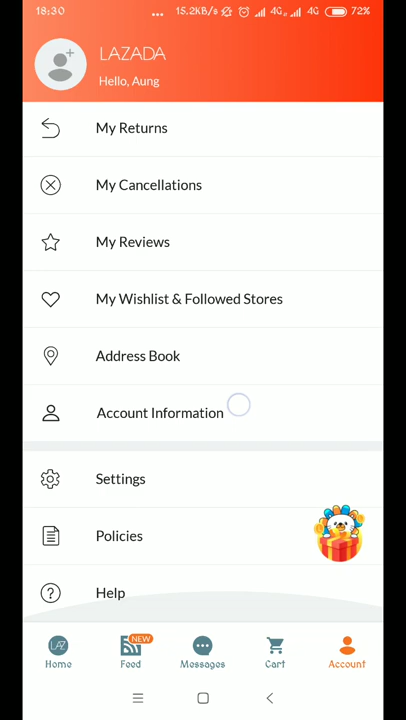 18:30 ... 15.2KB/s 4G 4G 72%
LAZADA
Hello, Aung
My Returns
My Cancellations
My Reviews
My Wishlist & Followed Stores
Address Book
Account Information
Settings
Policies
Help
LAZ NEW
Home Feed Messages Cart Account